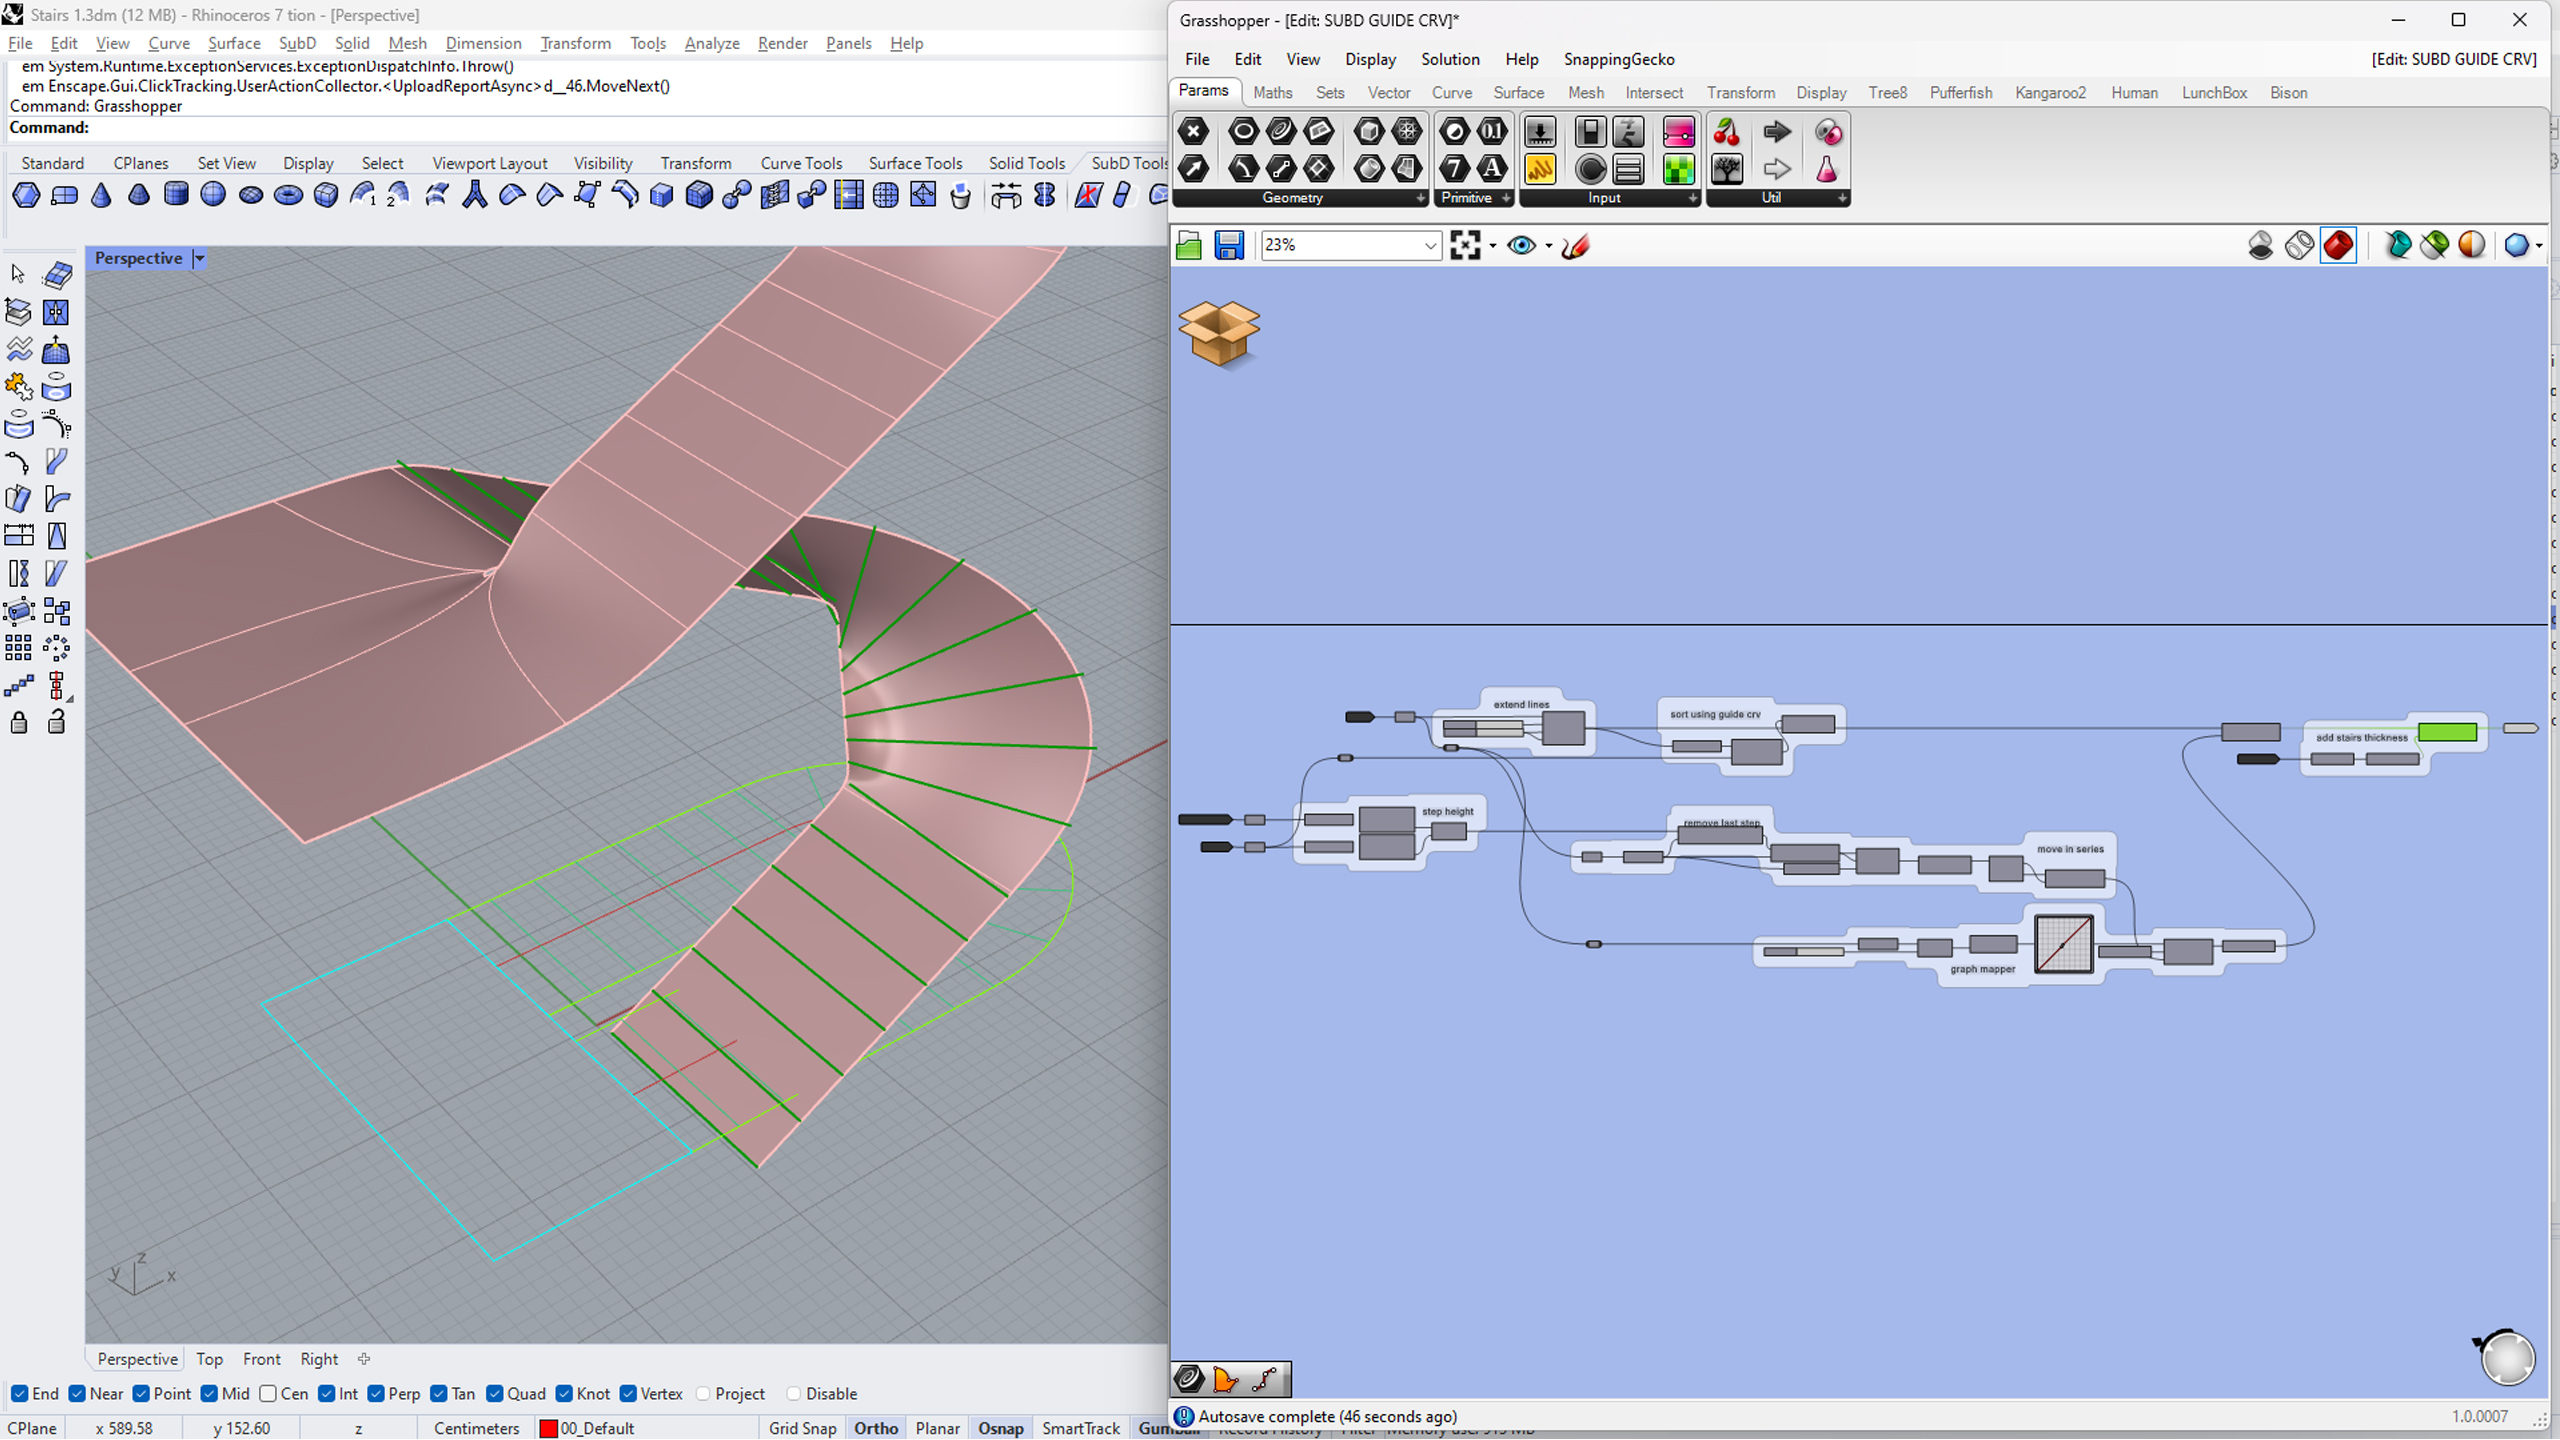 Stairs 1.3dm (12 MB) - Rhinoceros 7 tion - [Perspective]
File Edit View Curve Surface SubD Solid Mesh Dimension Transform Tools Analyze Render Panels Help
em System.Runtime.ExceptionServices.ExceptionDispatchInfo.Throw()
em Enscape.Gui.ClickTracking.UserActionCollector.<UploadReportAsync>d__46.MoveNext()
Command: Grasshopper
Command:
Standard CPlanes Set View Display Select Viewport Layout Visibility Transform Curve Tools Surface Tools Solid Tools SubD Tools
Perspective
z
y
x
Perspective Top Front Right
End Near Point Mid Cen Int Perp Tan Quad Knot Vertex Project Disable
CPlane x 589.58 y 152.60 z Centimeters 00_Default Grid Snap Ortho Planar Osnap SmartTrack Gumball Record History Filter Memory use: 915 MB
Grasshopper - [Edit: SUBD GUIDE CRV]*
File Edit View Display Solution Help SnappingGecko [Edit: SUBD GUIDE CRV]
Params Maths Sets Vector Curve Surface Mesh Intersect Transform Display Tree8 Pufferfish Kangaroo2 Human LunchBox Bison
Geometry Primitive Input Util
23%
extend lines
sort using guide crv
add stairs thickness
step height
remove last step
move in series
graph mapper
Autosave complete (46 seconds ago)
1.0.0007